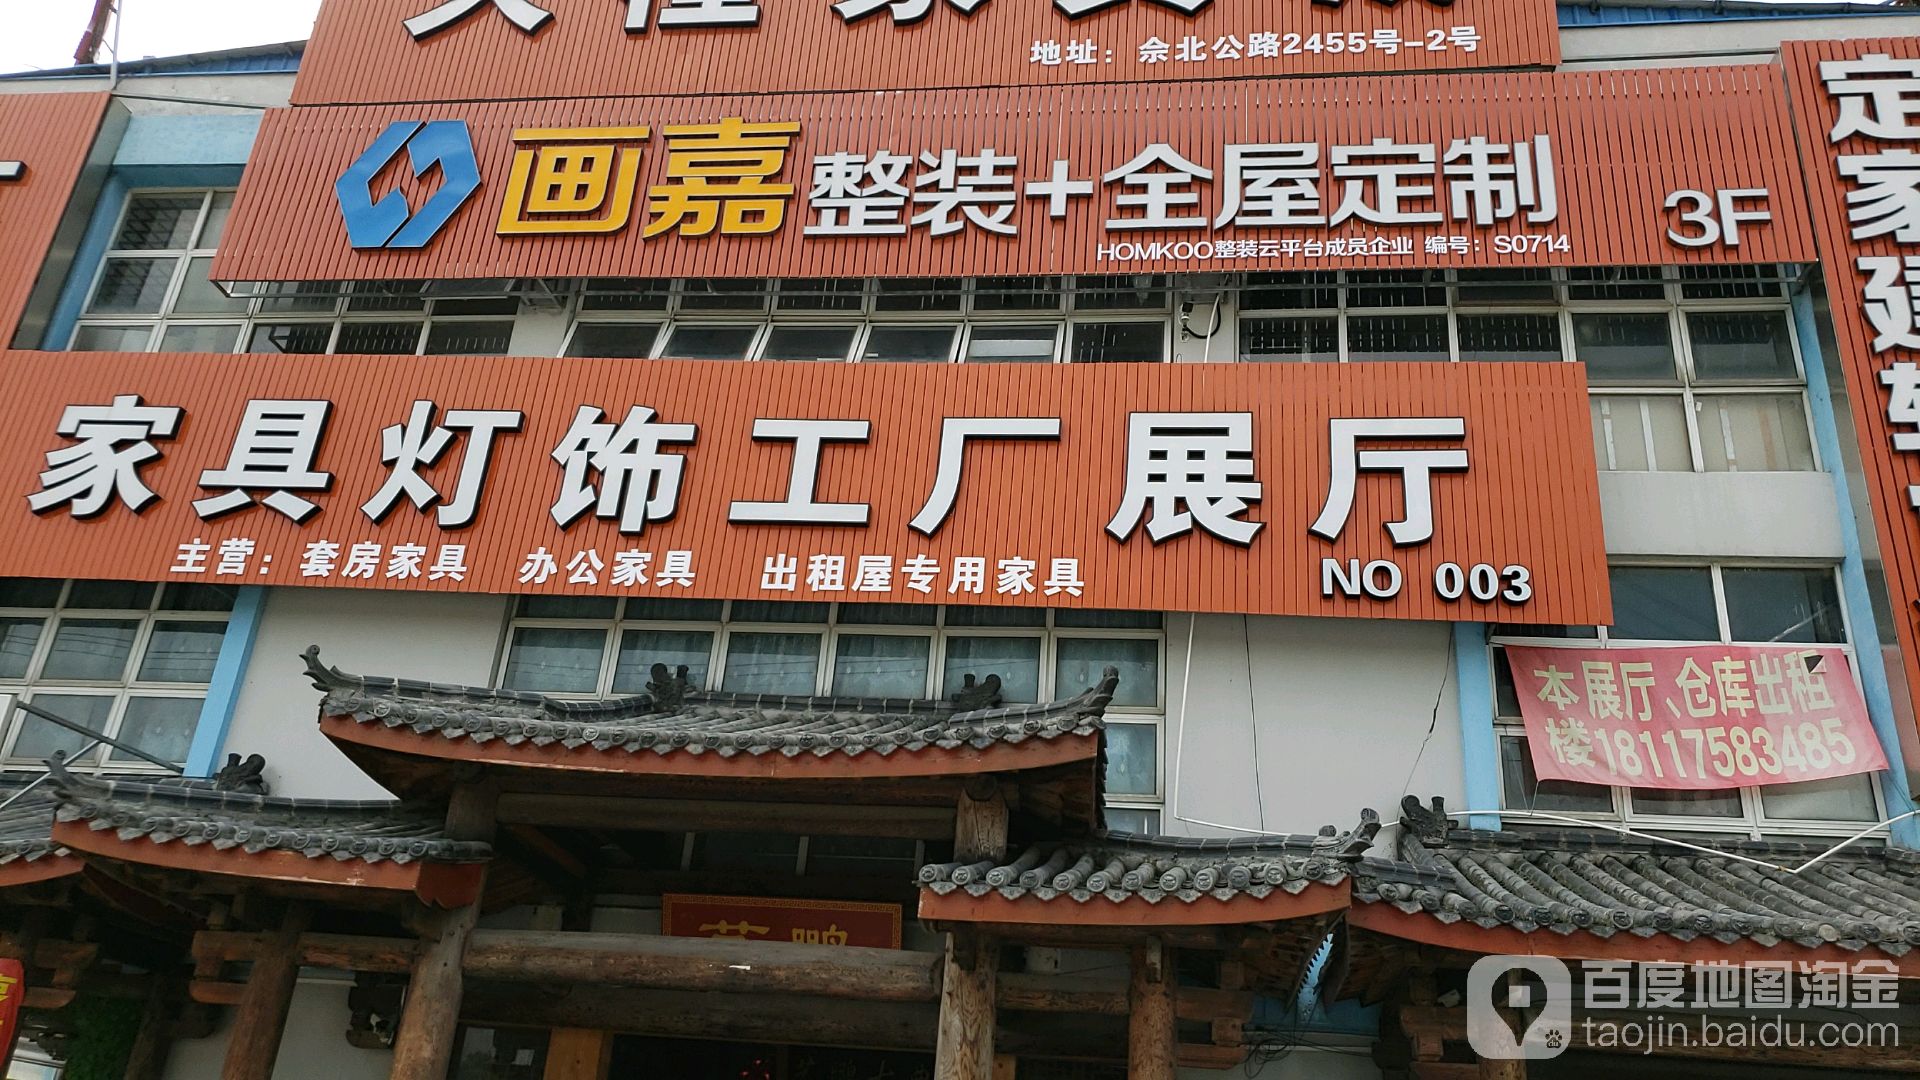 地址：佘北公路2455号-2号
画嘉整装+全屋定制 3F
HOMKOO整装云平台成员企业 编号：S0714
家具灯饰工厂展厅
主营：套房家具 办公家具 出租屋专用家具
NO 003
定家建
本展厅、仓库出租
楼18117583485
百度地图淘金
taojin.baidu.com